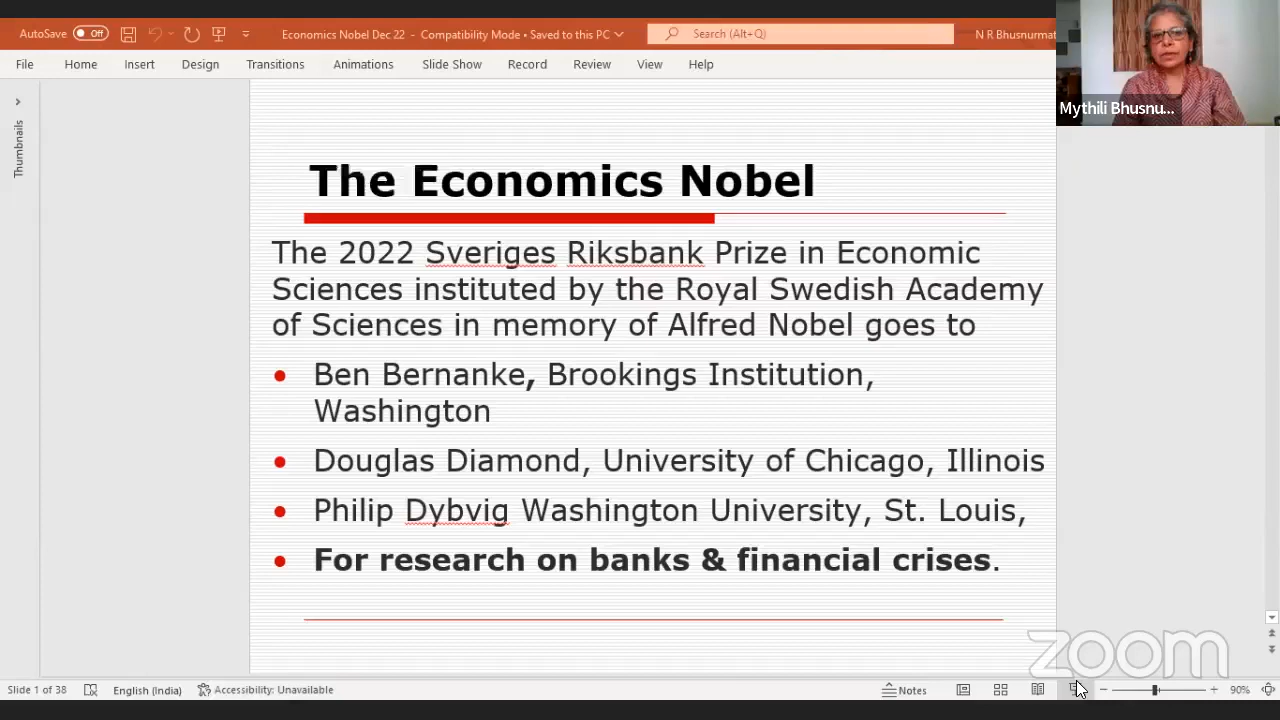 AutoSave Off Economics Nobel Dec 22 - Compatibility Mode • Saved to this PC Search (Alt+Q) N R Bhusnurmat
File Home Insert Design Transitions Animations Slide Show Record Review View Help
Mythili Bhusnu...
Thumbnails
The Economics Nobel
The 2022 Sveriges Riksbank Prize in Economic
Sciences instituted by the Royal Swedish Academy
of Sciences in memory of Alfred Nobel goes to
Ben Bernanke, Brookings Institution,
Washington
Douglas Diamond, University of Chicago, Illinois
Philip Dybvig Washington University, St. Louis,
For research on banks & financial crises.
zoom
Slide 1 of 38 English (India) Accessibility: Unavailable Notes 90%